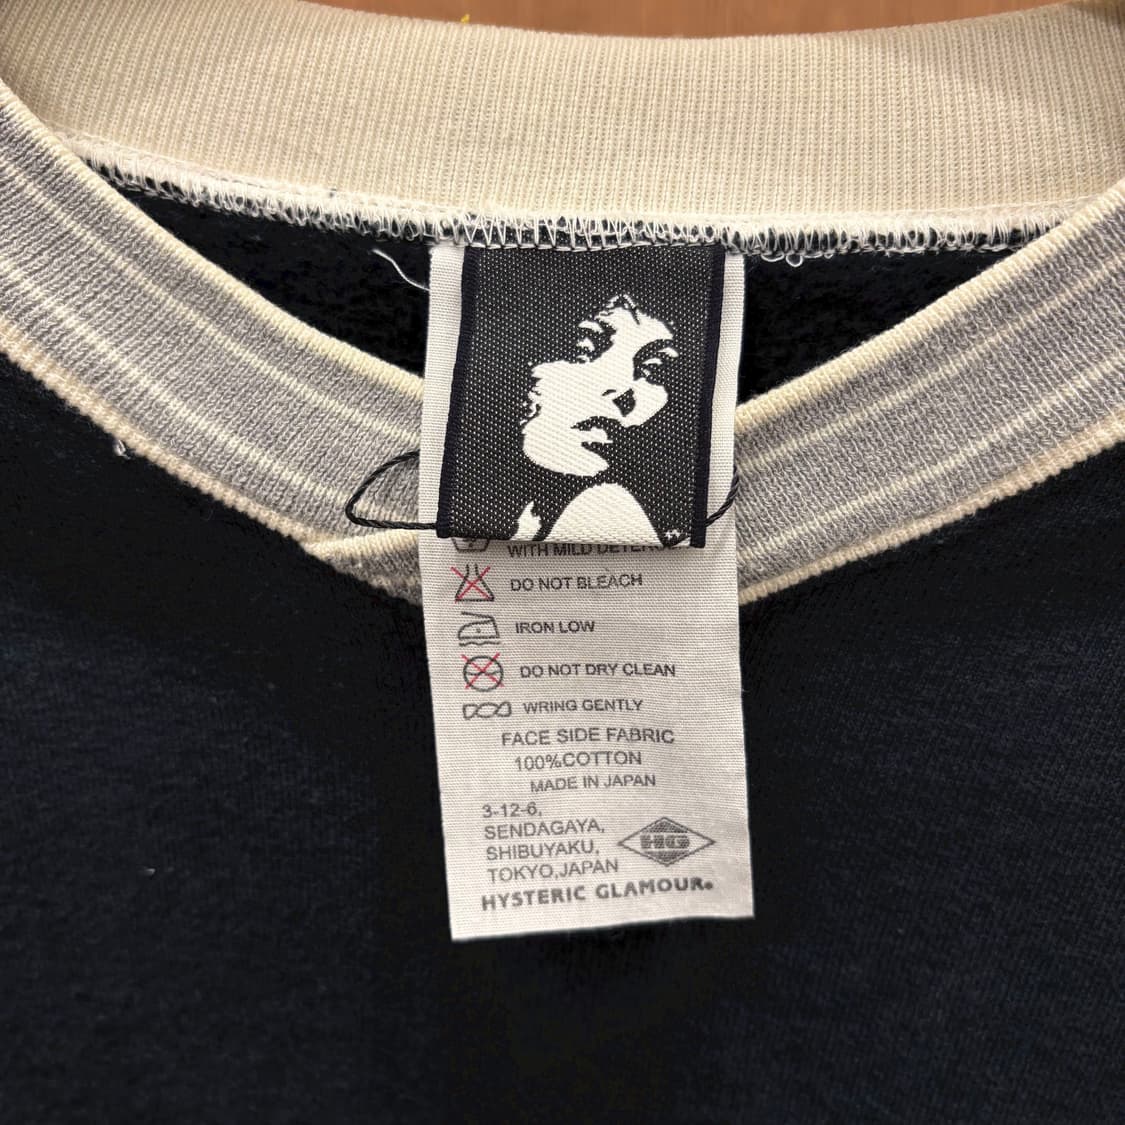 WITH MILD
DO NOT BLEACH
IRON LOW
DO NOT DRY CLEAN
WRING GENTLY
FACE SIDE FABRIC
100%COTTON
MADE IN JAPAN
3-12-6,
SENDAGAYA,
SHIBUYAKU,
TOKYO,JAPAN
HG
HYSTERIC GLAMOUR